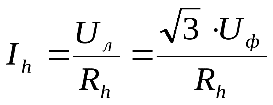 I_h = U_л / R_h = √3 · U_ф / R_h